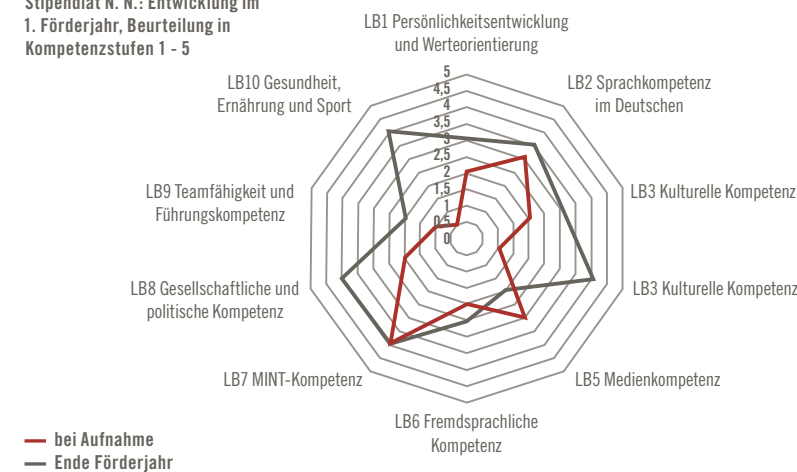 Stipendiat N. N.: Entwicklung im
1. Förderjahr, Beurteilung in
Kompetenzstufen 1 - 5
LB1 Persönlichkeitsentwicklung
und Werteorientierung
LB10 Gesundheit,
Ernährung und Sport
LB2 Sprachkompetenz
im Deutschen
5
4,5
4
3,5
3
2,5
2
1,5
1
0,5
0
LB9 Teamfähigkeit und
Führungskompetenz
LB3 Kulturelle Kompetenz
LB8 Gesellschaftliche und
politische Kompetenz
LB3 Kulturelle Kompetenz
LB7 MINT-Kompetenz
LB5 Medienkompetenz
LB6 Fremdsprachliche
Kompetenz
bei Aufnahme
Ende Förderjahr